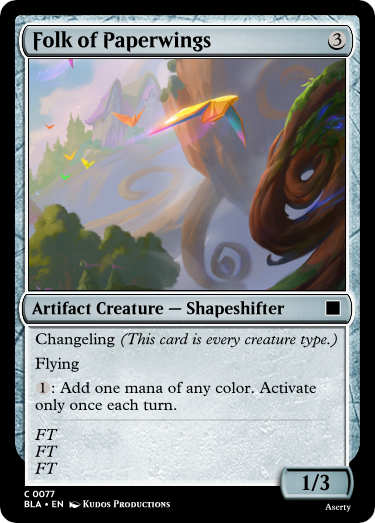 Folk of Paperwings 3
Artifact Creature — Shapeshifter
Changeling (This card is every creature type.)
Flying
1: Add one mana of any color. Activate
only once each turn.
FT
FT
FT
1/3
C 0077
BLA • EN Kudos Productions
Aserty